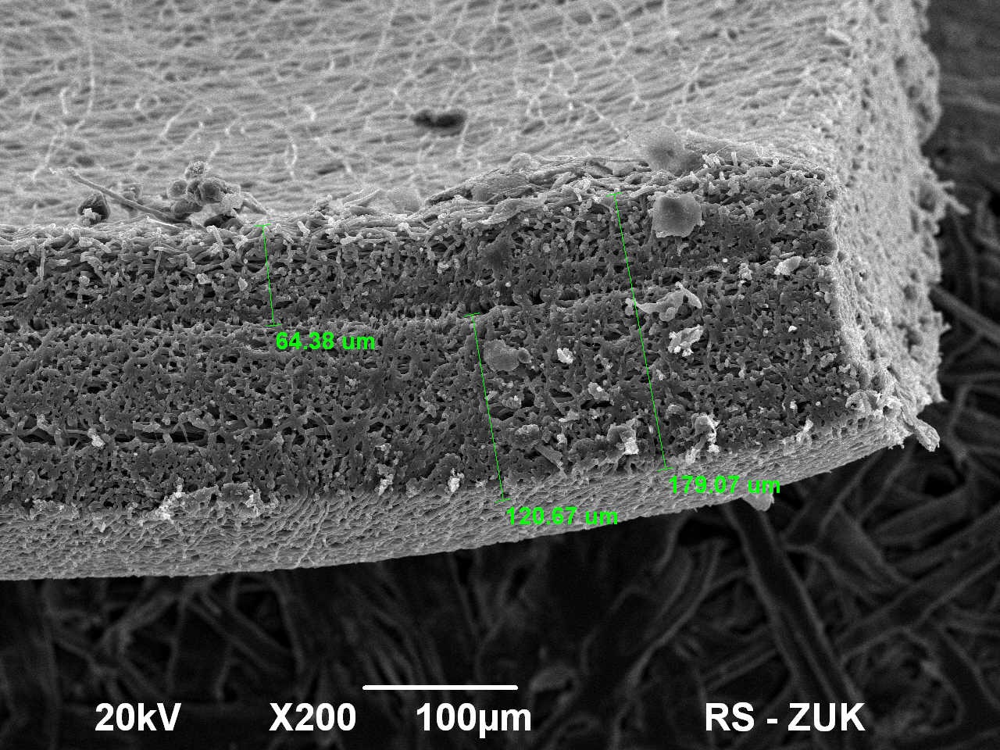 64.38 um
179.07 um
120.67 um
20kV X200 100µm RS - ZUK